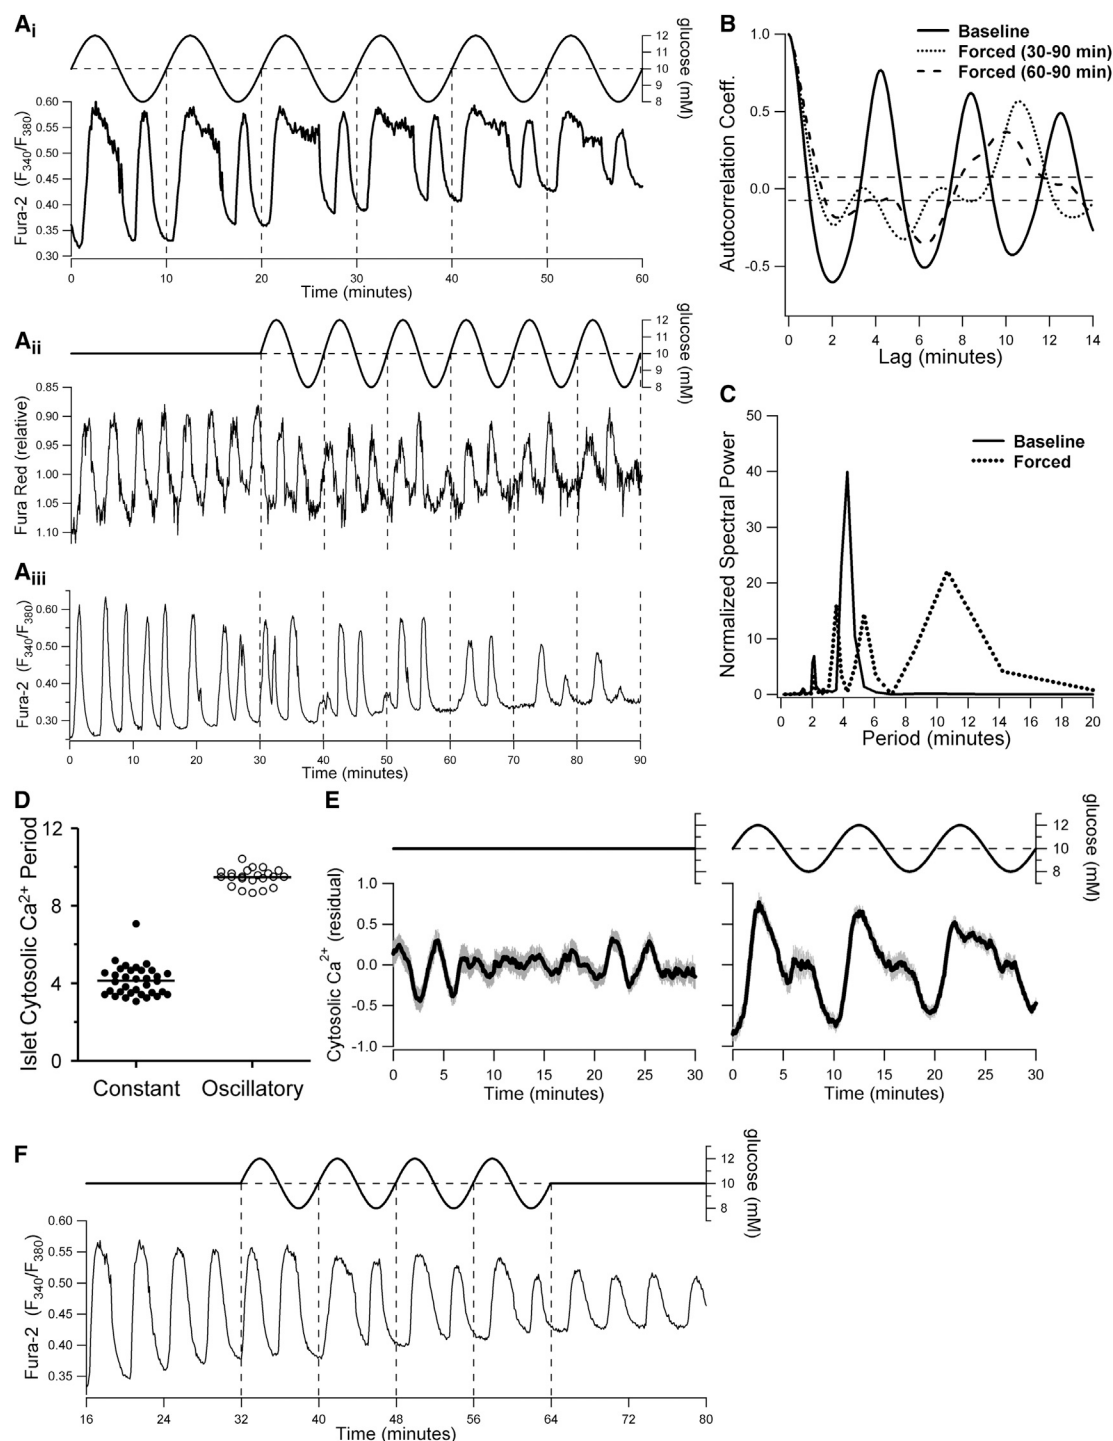 Ai
12
11
10
9
8
glucose (mM)
0.60
0.55
0.50
0.45
0.40
0.35
0.30
Fura-2 (F340/F380)
0 10 20 30 40 50 60
Time (minutes)
Aii
12
11
10
9
8
glucose (mM)
0.85
0.90
0.95
1.00
1.05
1.10
Fura Red (relative)
Aiii
0.60
0.50
0.40
0.30
Fura-2 (F340/F380)
0 10 20 30 40 50 60 70 80 90
Time (minutes)
B
Baseline
Forced (30-90 min)
Forced (60-90 min)
1.0
0.5
0.0
-0.5
Autocorrelation Coeff.
0 2 4 6 8 10 12 14
Lag (minutes)
C
Baseline
Forced
50
40
30
20
10
0
Normalized Spectral Power
0 2 4 6 8 10 12 14 16 18 20
Period (minutes)
D
12
8
4
0
Islet Cytosolic Ca2+ Period
Constant Oscillatory
E
12
10
8
glucose (mM)
1.0
0.5
0.0
-0.5
-1.0
Cytosolic Ca2+ (residual)
0 5 10 15 20 25 30
Time (minutes)
0 5 10 15 20 25 30
Time (minutes)
F
12
10
8
glucose (mM)
0.60
0.55
0.50
0.45
0.40
0.35
Fura-2 (F340/F380)
16 24 32 40 48 56 64 72 80
Time (minutes)